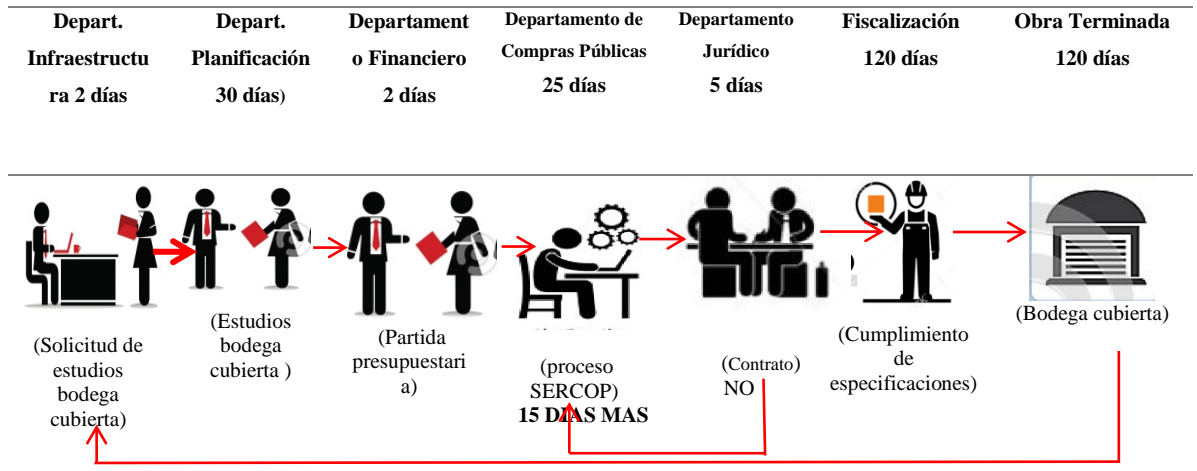 Depart.
Infraestructu
ra 2 días
Depart.
Planificación
30 días)
Departament
o Financiero
2 días
Departamento de
Compras Públicas
25 días
Departamento
Jurídico
5 días
Fiscalización
120 días
Obra Terminada
120 días
(Solicitud de
estudios
bodega
cubierta)
(Estudios
bodega
cubierta )
(Partida
presupuestari
a)
(proceso
SERCOP)
15 DIAS MAS
(Contrato)
NO
(Cumplimiento
de
especificaciones)
(Bodega cubierta)